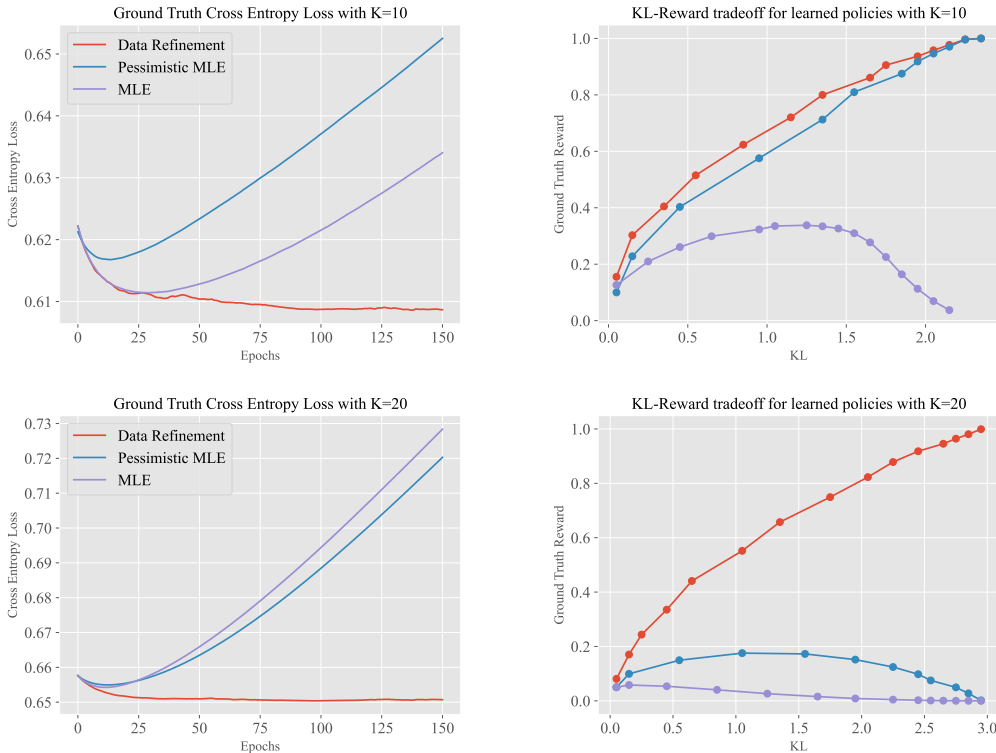 Ground Truth Cross Entropy Loss with K=10
Data Refinement
Pessimistic MLE
MLE
0.65
0.64
0.63
0.62
0.61
Cross Entropy Loss
0
25
50
75
100
125
150
Epochs
KL-Reward tradeoff for learned policies with K=10
1.0
0.8
0.6
0.4
0.2
0.0
Ground Truth Reward
0.0
0.5
1.0
1.5
2.0
KL
Ground Truth Cross Entropy Loss with K=20
Data Refinement
Pessimistic MLE
MLE
0.73
0.72
0.71
0.70
0.69
0.68
0.67
0.66
0.65
Cross Entropy Loss
0
25
50
75
100
125
150
Epochs
KL-Reward tradeoff for learned policies with K=20
1.0
0.8
0.6
0.4
0.2
0.0
Ground Truth Reward
0.0
0.5
1.0
1.5
2.0
2.5
3.0
KL